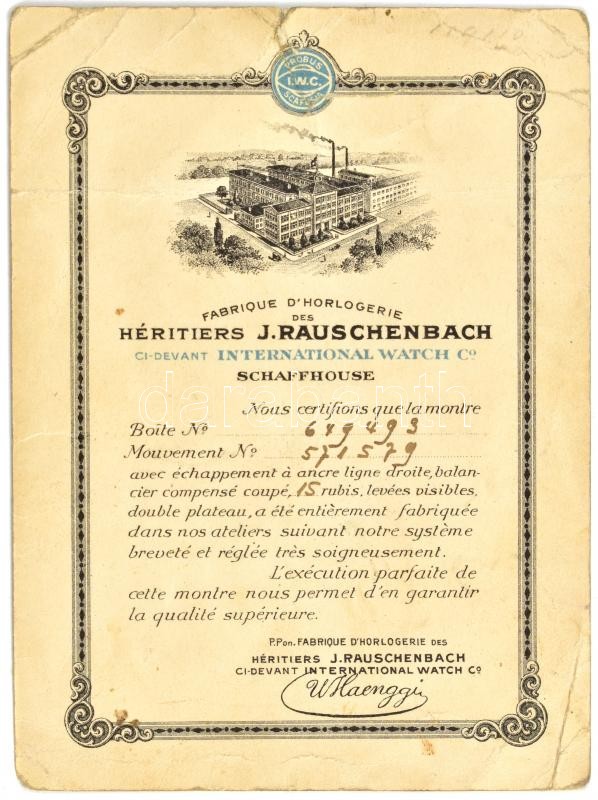 PROBUS
I.W.C.
SCAFUSIA
FABRIQUE D'HORLOGERIE
DES
HÉRITIERS J. RAUSCHENBACH
CI-DEVANT INTERNATIONAL WATCH Cº
SCHAFFHOUSE
Nous certifions que la montre
Boîte Nº 649493
Mouvement Nº 571579
avec échappement à ancre ligne droite, balan-
cier compensé coupé, 15 rubis, levées visibles,
double plateau, a été entièrement fabriquée
dans nos ateliers suivant notre système
breveté et réglée très soigneusement.
L'exécution parfaite de
cette montre nous permet d'en garantir
la qualité supérieure.
P.Pon. FABRIQUE D'HORLOGERIE DES
HÉRITIERS J. RAUSCHENBACH
CI-DEVANT INTERNATIONAL WATCH Cº
U Haenggi